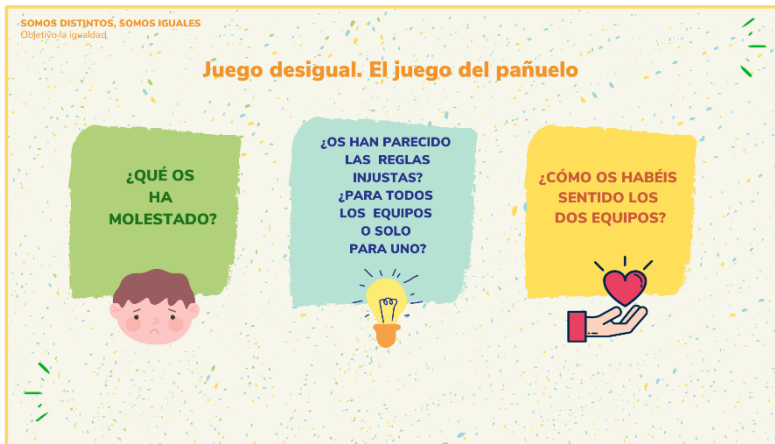 SOMOS DISTINTOS, SOMOS IGUALES
Objetivo la igualdad
Juego desigual. El juego del pañuelo
¿QUÉ OS
HA
MOLESTADO?
¿OS HAN PARECIDO
LAS REGLAS
INJUSTAS?
¿PARA TODOS
LOS EQUIPOS
O SOLO
PARA UNO?
¿CÓMO OS HABÉIS
SENTIDO LOS
DOS EQUIPOS?